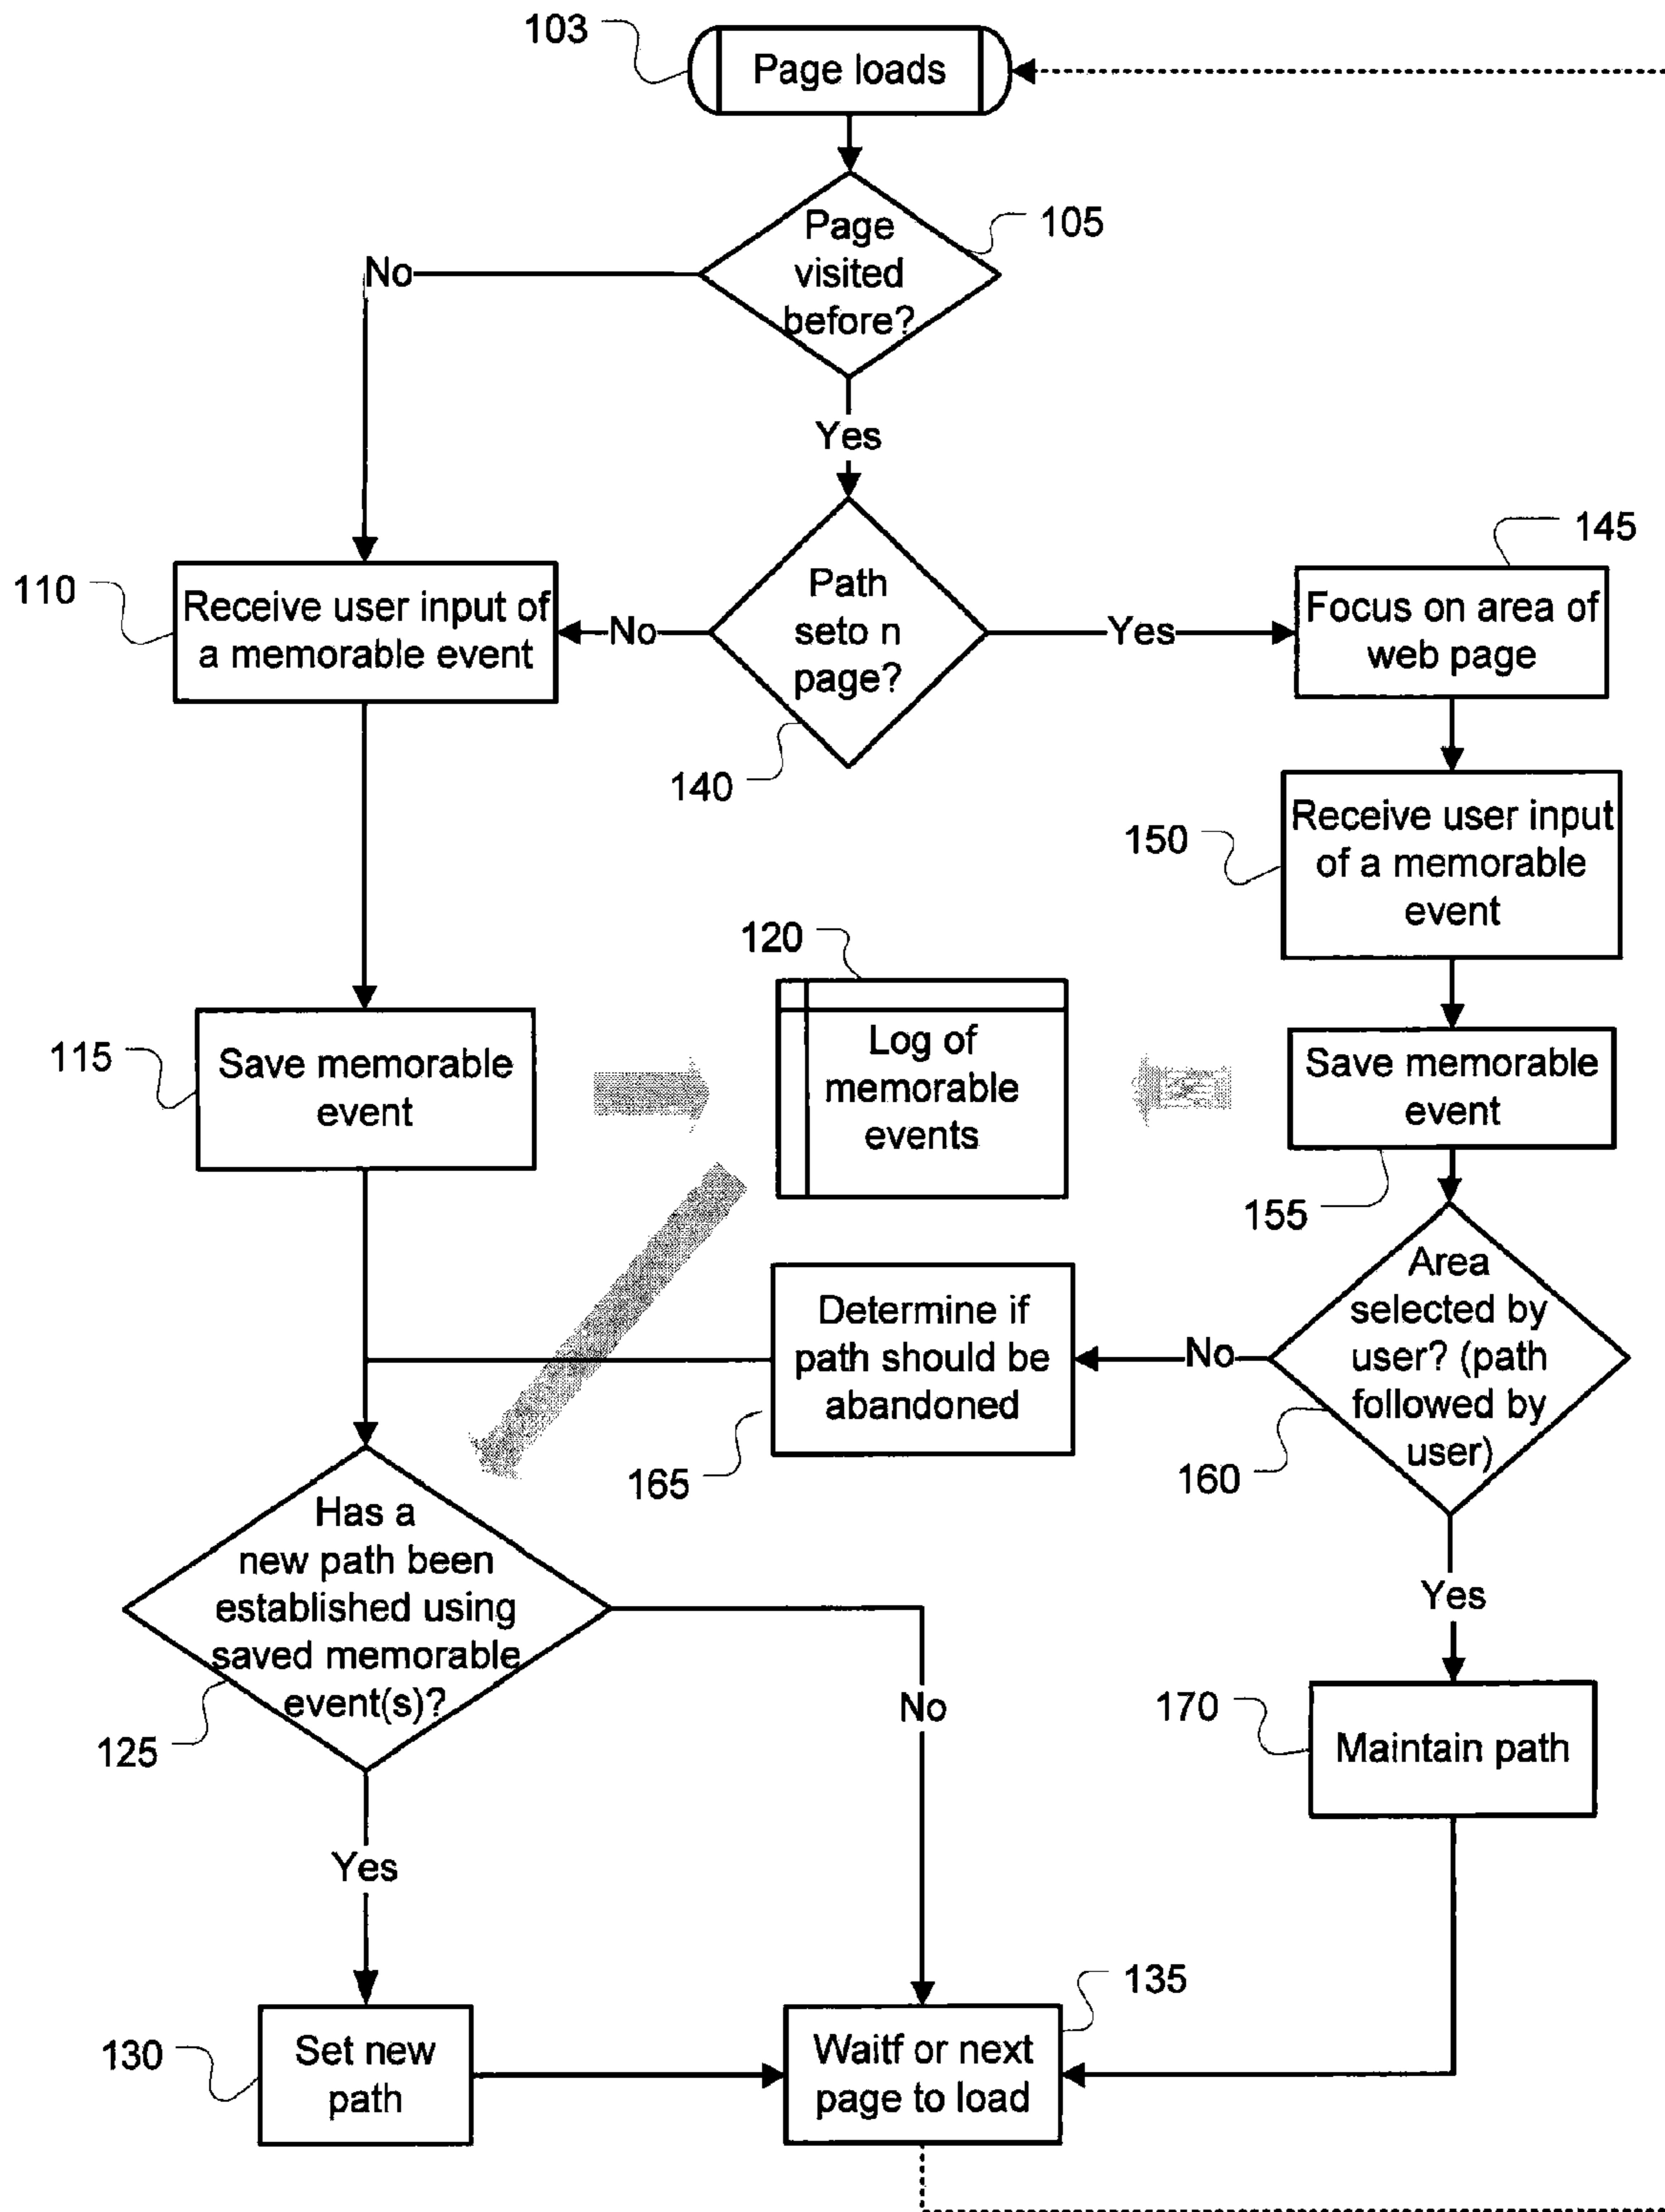 103
Page loads
Page
visited
before?
105
No
Yes
110
Receive user input of
a memorable event
No
Path
seto n
page?
140
Yes
145
Focus on area of
web page
150
Receive user input
of a memorable
event
115
Save memorable
event
120
Log of
memorable
events
Save memorable
event
155
Determine if
path should be
abandoned
165
No
Area
selected by
user? (path
followed by
user)
160
Has a
new path been
established using
saved memorable
event(s)?
125
No
Yes
170
Maintain path
Yes
130
Set new
path
135
Waitf or next
page to load